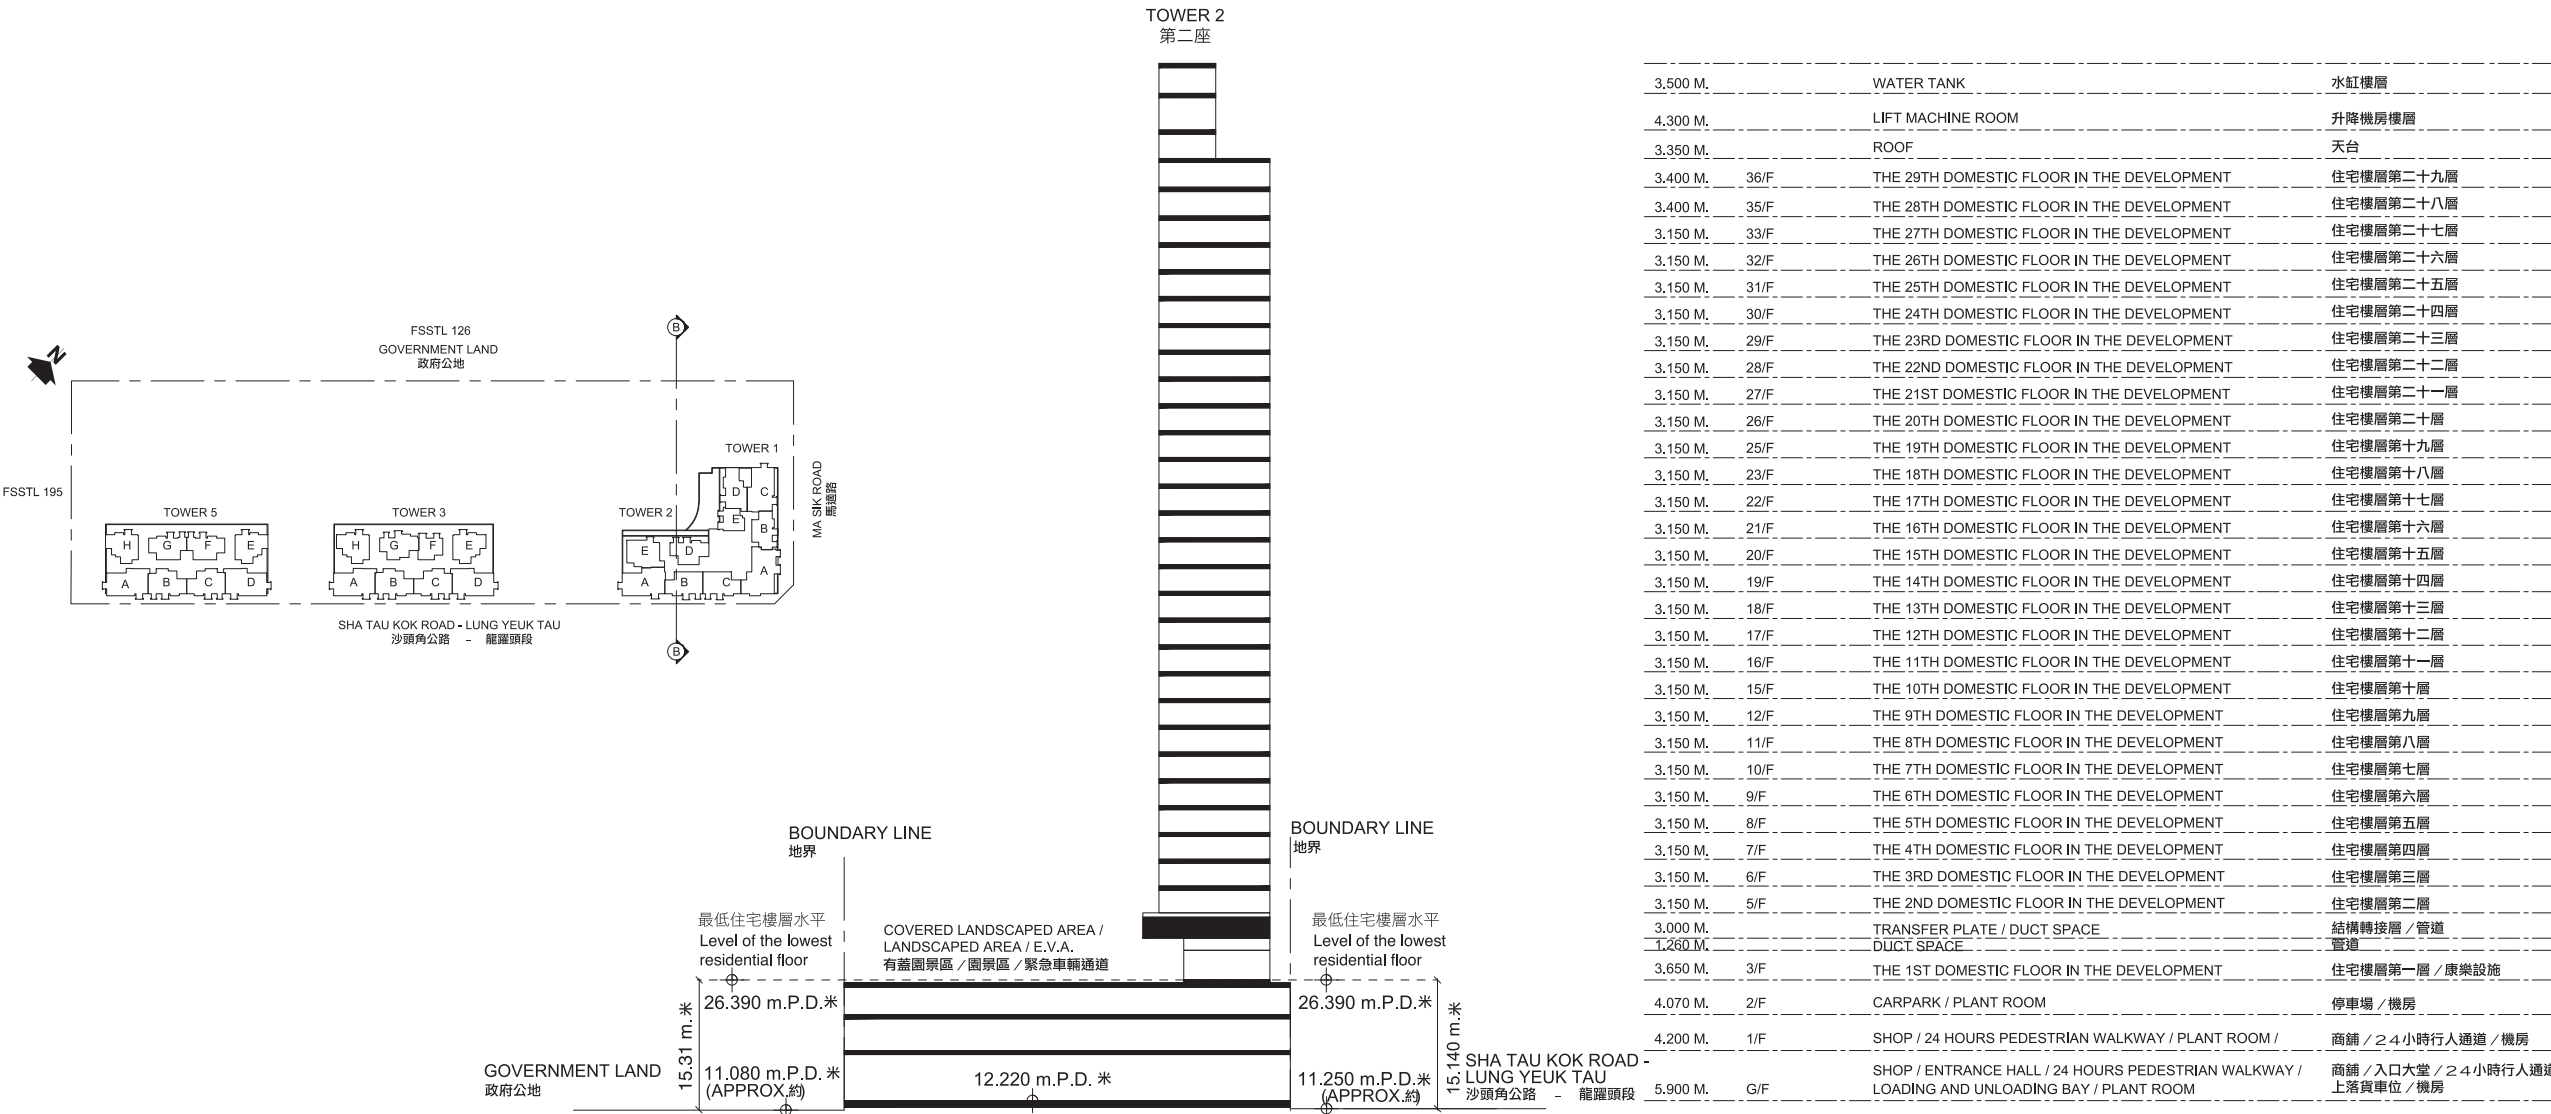 TOWER 2
第二座
3.500 M. WATER TANK 水缸樓層
4.300 M. LIFT MACHINE ROOM 升降機房樓層
3.350 M. ROOF 天台
3.400 M. 36/F THE 29TH DOMESTIC FLOOR IN THE DEVELOPMENT 住宅樓層第二十九層
3.400 M. 35/F THE 28TH DOMESTIC FLOOR IN THE DEVELOPMENT 住宅樓層第二十八層
3.150 M. 33/F THE 27TH DOMESTIC FLOOR IN THE DEVELOPMENT 住宅樓層第二十七層
3.150 M. 32/F THE 26TH DOMESTIC FLOOR IN THE DEVELOPMENT 住宅樓層第二十六層
3.150 M. 31/F THE 25TH DOMESTIC FLOOR IN THE DEVELOPMENT 住宅樓層第二十五層
3.150 M. 30/F THE 24TH DOMESTIC FLOOR IN THE DEVELOPMENT 住宅樓層第二十四層
3.150 M. 29/F THE 23RD DOMESTIC FLOOR IN THE DEVELOPMENT 住宅樓層第二十三層
3.150 M. 28/F THE 22ND DOMESTIC FLOOR IN THE DEVELOPMENT 住宅樓層第二十二層
3.150 M. 27/F THE 21ST DOMESTIC FLOOR IN THE DEVELOPMENT 住宅樓層第二十一層
3.150 M. 26/F THE 20TH DOMESTIC FLOOR IN THE DEVELOPMENT 住宅樓層第二十層
3.150 M. 25/F THE 19TH DOMESTIC FLOOR IN THE DEVELOPMENT 住宅樓層第十九層
3.150 M. 23/F THE 18TH DOMESTIC FLOOR IN THE DEVELOPMENT 住宅樓層第十八層
3.150 M. 22/F THE 17TH DOMESTIC FLOOR IN THE DEVELOPMENT 住宅樓層第十七層
3.150 M. 21/F THE 16TH DOMESTIC FLOOR IN THE DEVELOPMENT 住宅樓層第十六層
3.150 M. 20/F THE 15TH DOMESTIC FLOOR IN THE DEVELOPMENT 住宅樓層第十五層
3.150 M. 19/F THE 14TH DOMESTIC FLOOR IN THE DEVELOPMENT 住宅樓層第十四層
3.150 M. 18/F THE 13TH DOMESTIC FLOOR IN THE DEVELOPMENT 住宅樓層第十三層
3.150 M. 17/F THE 12TH DOMESTIC FLOOR IN THE DEVELOPMENT 住宅樓層第十二層
3.150 M. 16/F THE 11TH DOMESTIC FLOOR IN THE DEVELOPMENT 住宅樓層第十一層
3.150 M. 15/F THE 10TH DOMESTIC FLOOR IN THE DEVELOPMENT 住宅樓層第十層
3.150 M. 12/F THE 9TH DOMESTIC FLOOR IN THE DEVELOPMENT 住宅樓層第九層
3.150 M. 11/F THE 8TH DOMESTIC FLOOR IN THE DEVELOPMENT 住宅樓層第八層
3.150 M. 10/F THE 7TH DOMESTIC FLOOR IN THE DEVELOPMENT 住宅樓層第七層
3.150 M. 9/F THE 6TH DOMESTIC FLOOR IN THE DEVELOPMENT 住宅樓層第六層
3.150 M. 8/F THE 5TH DOMESTIC FLOOR IN THE DEVELOPMENT 住宅樓層第五層
3.150 M. 7/F THE 4TH DOMESTIC FLOOR IN THE DEVELOPMENT 住宅樓層第四層
3.150 M. 6/F THE 3RD DOMESTIC FLOOR IN THE DEVELOPMENT 住宅樓層第三層
3.150 M. 5/F THE 2ND DOMESTIC FLOOR IN THE DEVELOPMENT 住宅樓層第二層
3.000 M. TRANSFER PLATE / DUCT SPACE 結構轉接層／管道
1.260 M. DUCT SPACE 管道
3.650 M. 3/F THE 1ST DOMESTIC FLOOR IN THE DEVELOPMENT 住宅樓層第一層／康樂設施
4.070 M. 2/F CARPARK / PLANT ROOM 停車場／機房
4.200 M. 1/F SHOP / 24 HOURS PEDESTRIAN WALKWAY / PLANT ROOM / 商舖／24小時行人通道／機房
SHOP / ENTRANCE HALL / 24 HOURS PEDESTRIAN WALKWAY / 商舖／入口大堂／24小時行人通道
5.900 M. G/F LOADING AND UNLOADING BAY / PLANT ROOM 上落貨車位／機房
N
FSSTL 126
GOVERNMENT LAND
政府公地
B
FSSTL 195
TOWER 5
H G F E
A B C D
TOWER 3
H G F E
A B C D
TOWER 2
E D
A B C
TOWER 1
D C
E B
A
MA SIK ROAD
馬適路
SHA TAU KOK ROAD - LUNG YEUK TAU
沙頭角公路 - 龍躍頭段
B
BOUNDARY LINE
地界
BOUNDARY LINE
地界
最低住宅樓層水平
Level of the lowest
residential floor
26.390 m.P.D.米
15.31 m.米
11.080 m.P.D. 米
(APPROX.約)
GOVERNMENT LAND
政府公地
COVERED LANDSCAPED AREA /
LANDSCAPED AREA / E.V.A.
有蓋園景區／園景區／緊急車輛通道
12.220 m.P.D. 米
最低住宅樓層水平
Level of the lowest
residential floor
26.390 m.P.D.米
15.140 m.米
11.250 m.P.D.米
(APPROX.約)
SHA TAU KOK ROAD -
LUNG YEUK TAU
沙頭角公路 - 龍躍頭段